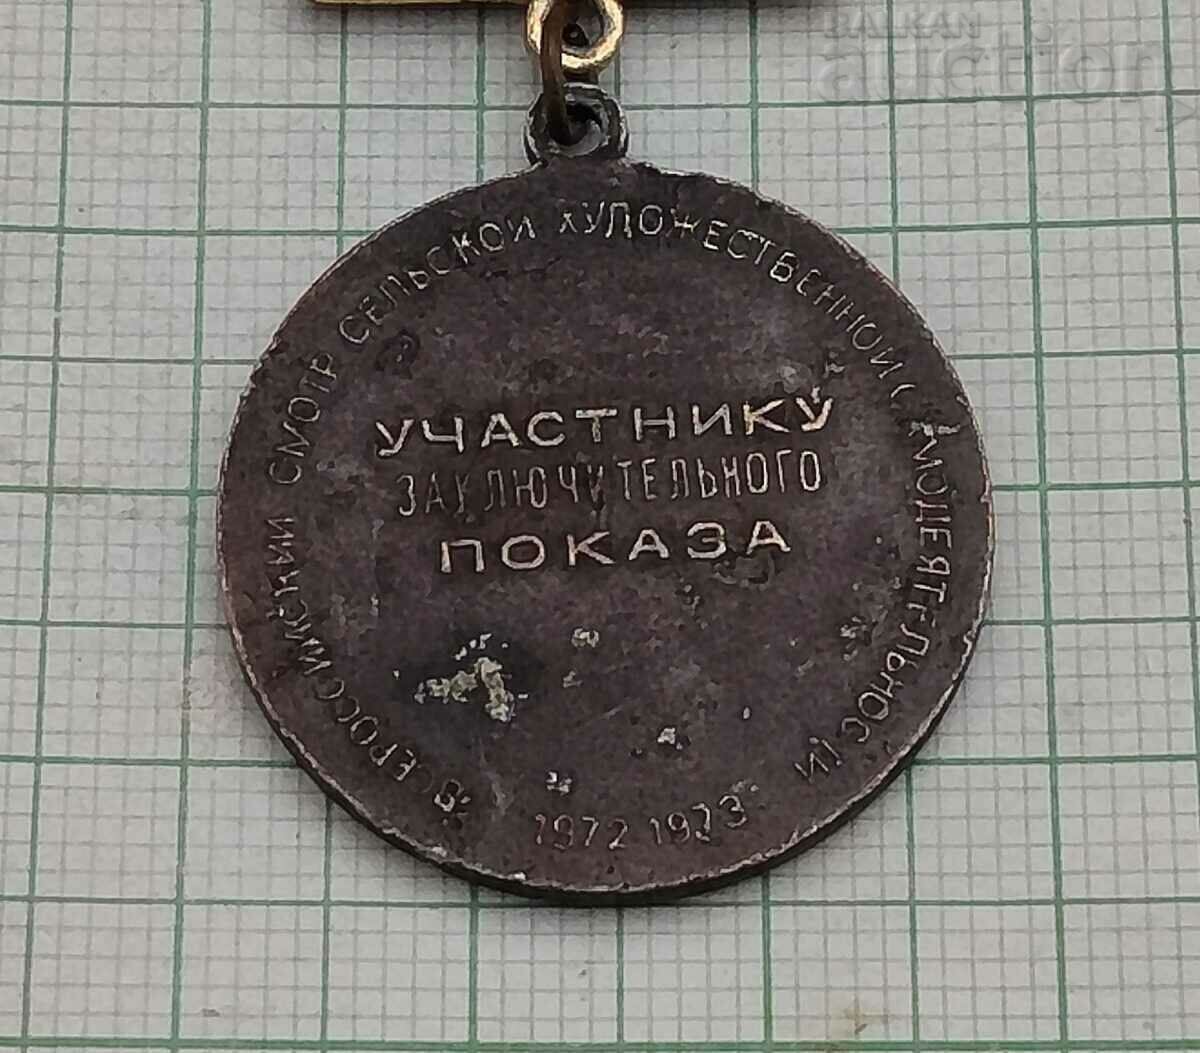 BALKAN
auction
ВСЕРОССИЙСКИЙ СМОТР СЕЛЬСКОЙ ХУДОЖЕСТВЕННОЙ САМОДЕЯТЕЛЬНОСТИ
УЧАСТНИКУ
ЗАКЛЮЧИТЕЛЬНОГО
ПОКАЗА
1972 1973